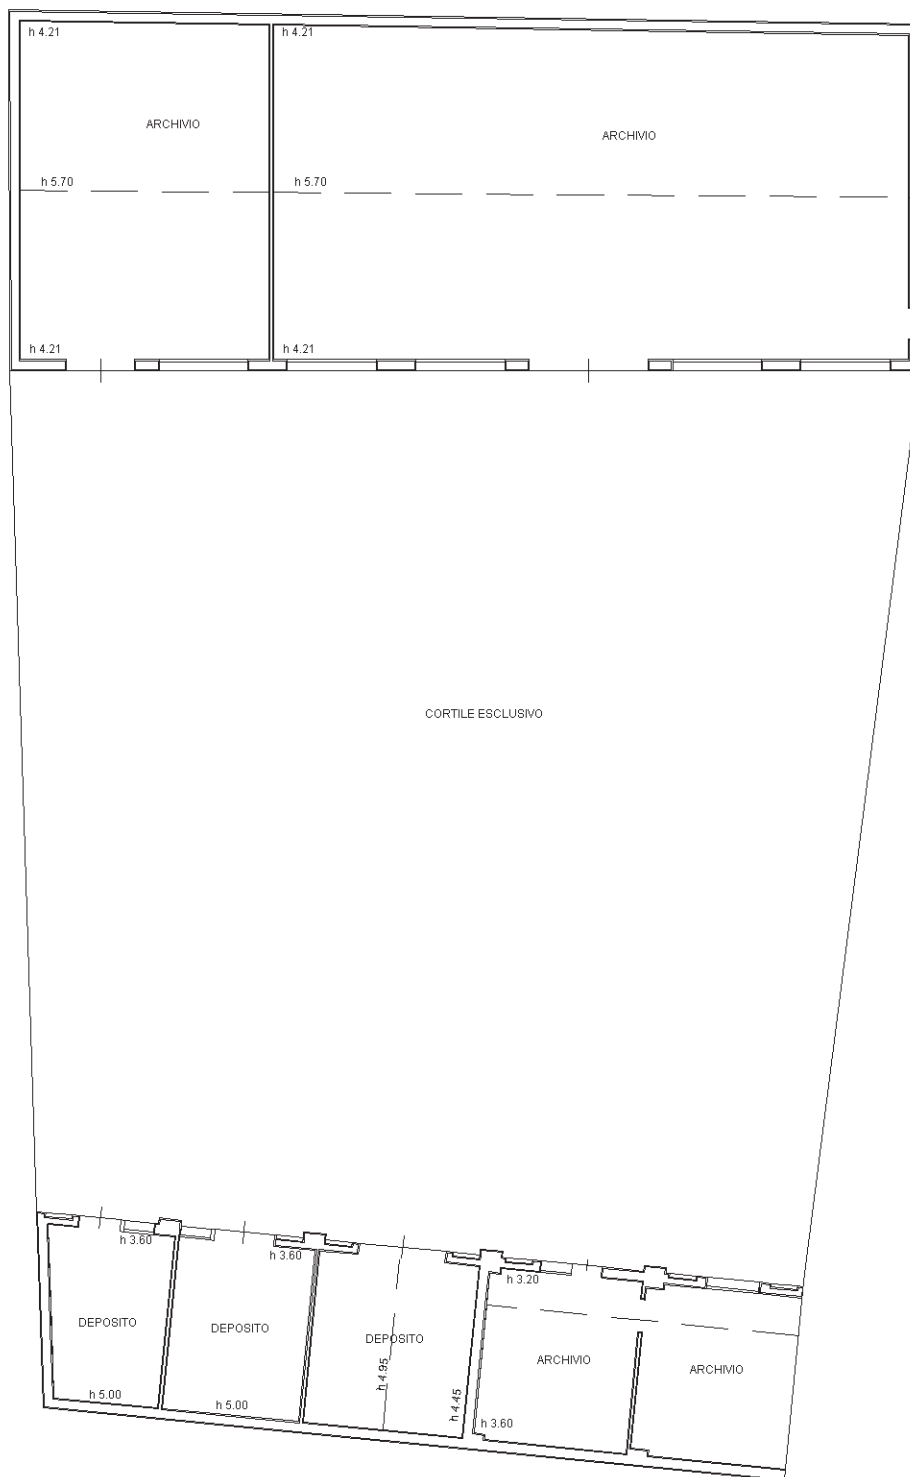 h 4.21
h 4.21
ARCHIVIO
ARCHIVIO
h 5.70
h 5.70
h 4.21
h 4.21
CORTILE ESCLUSIVO
h 3.60
h 3.60
h 3.20
DEPOSITO
DEPOSITO
DEPOSITO
ARCHIVIO
ARCHIVIO
h 4.95
h 4.45
h 5.00
h 5.00
h 3.60